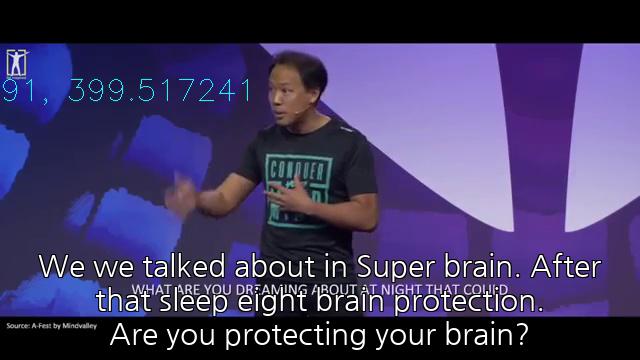 91, 399.517241
CONQUER
We we talked about in Super brain. After
WHAT ARE YOU DREAMING ABOUT AT NIGHT THAT COULD
that sleep eight brain protection.
Source: A-Fest by Mindvalley
Are you protecting your brain?